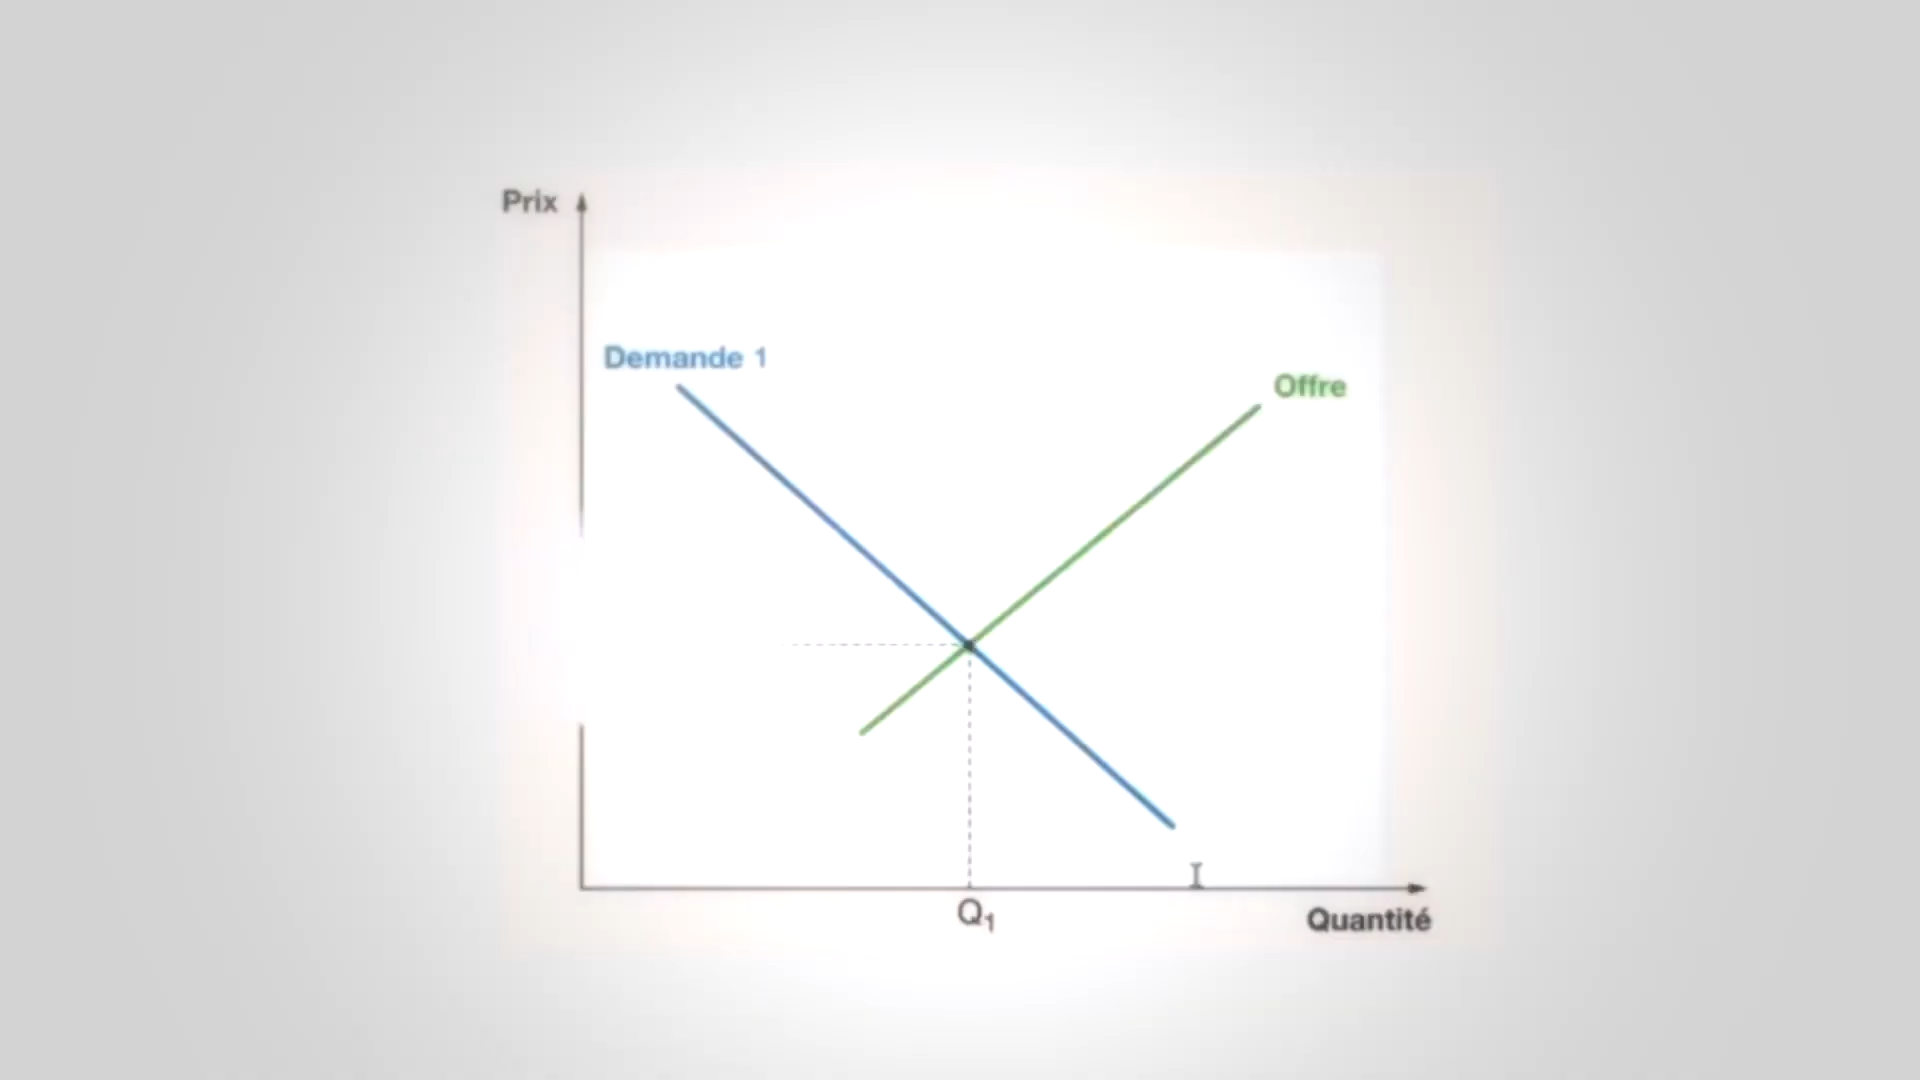 Prix
Demande 1
Offre
Q₁
Quantité